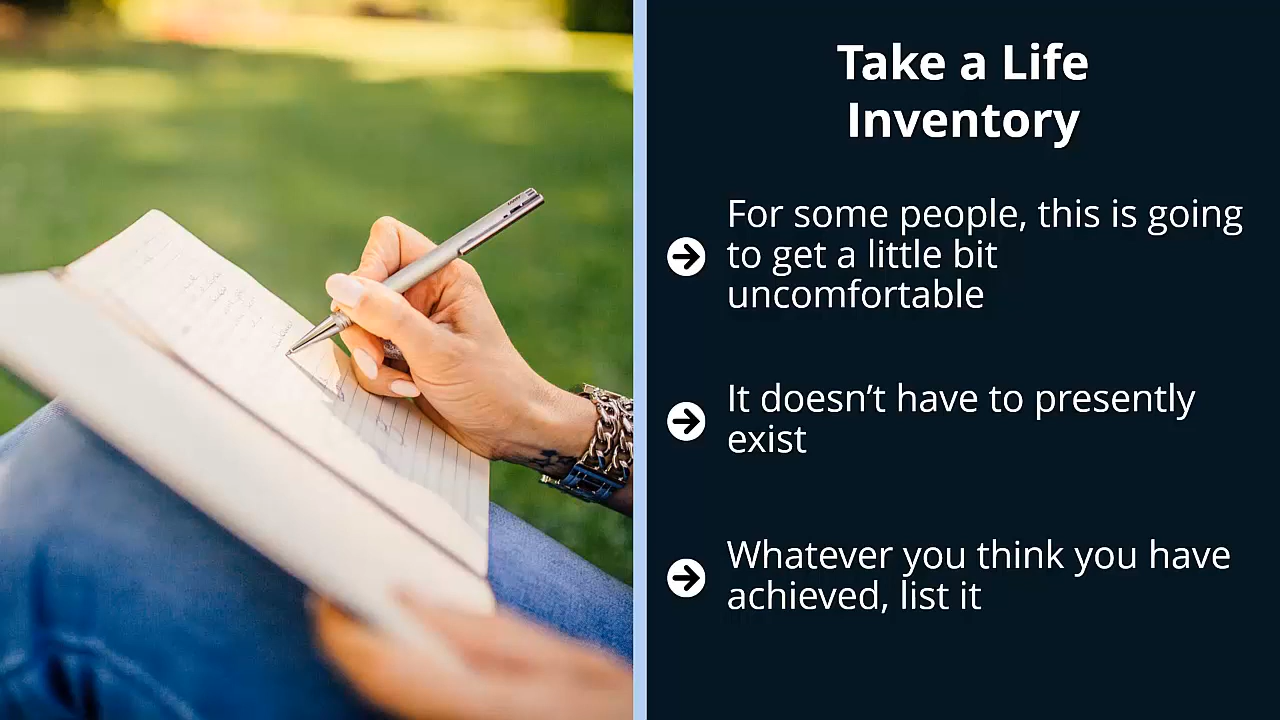 Take a Life
Inventory
For some people, this is going
to get a little bit
uncomfortable
It doesn’t have to presently
exist
Whatever you think you have
achieved, list it